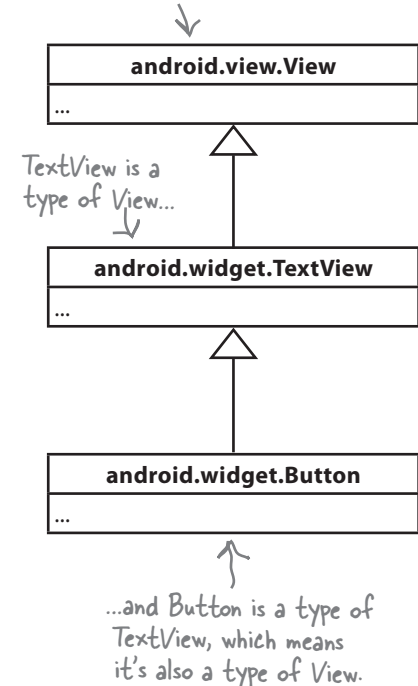 android.view.View
...
TextView is a
type of View...
android.widget.TextView
...
android.widget.Button
...
...and Button is a type of
TextView, which means
it's also a type of View.